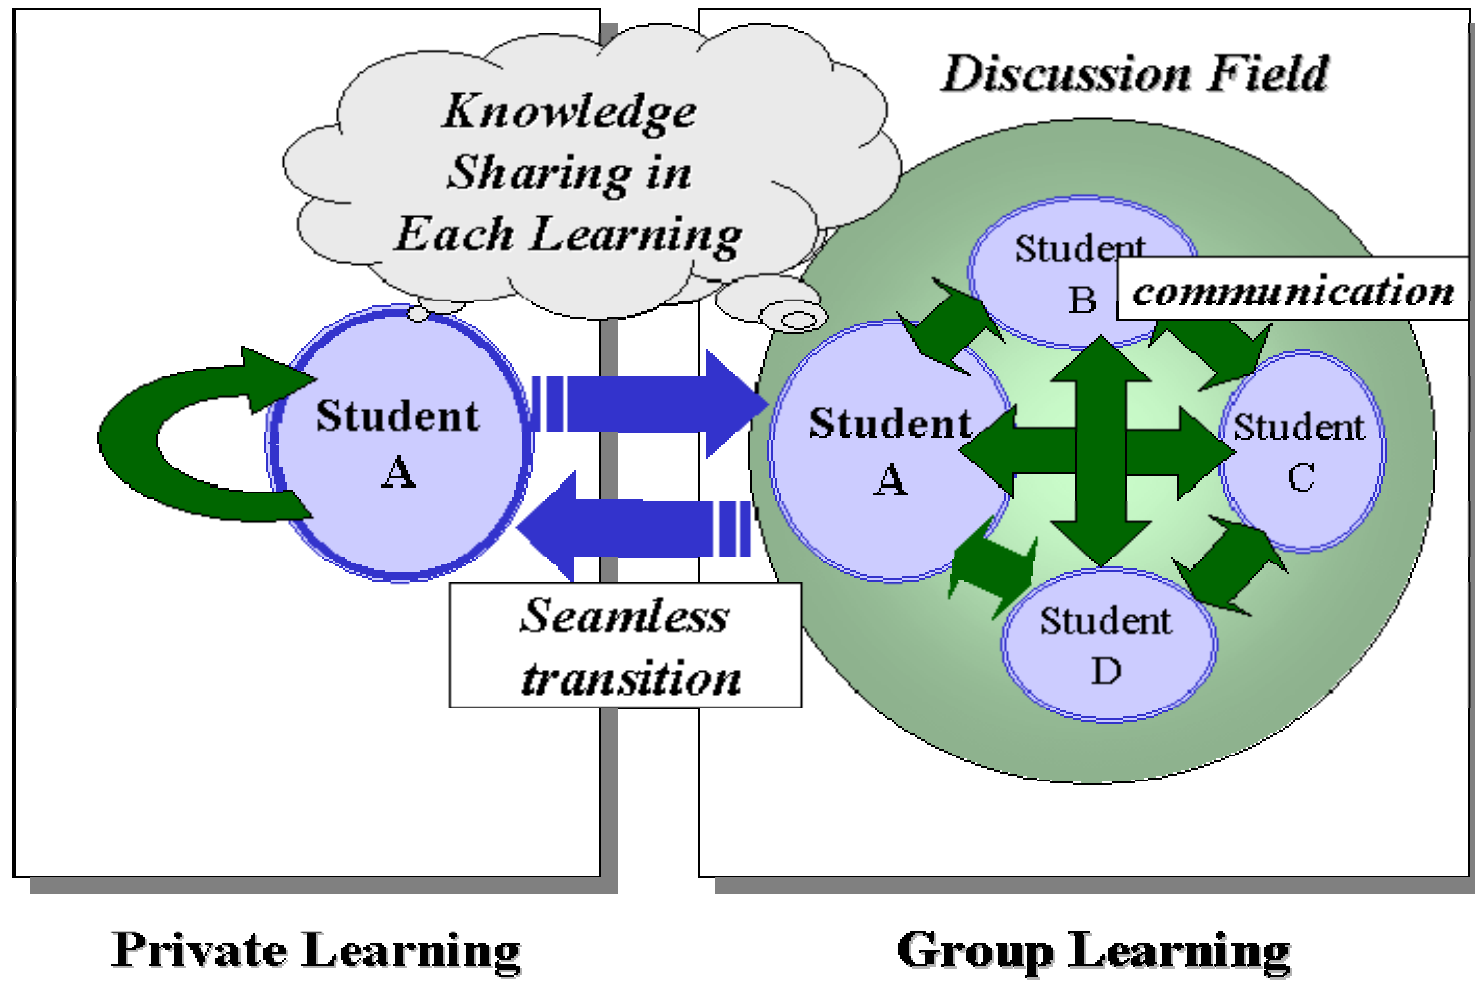 Knowledge
Sharing in
Each Learning
Student
A
Seamless
transition
Private Learning
Discussion Field
Student
B
communication
Student
A
Student
C
Student
D
Group Learning